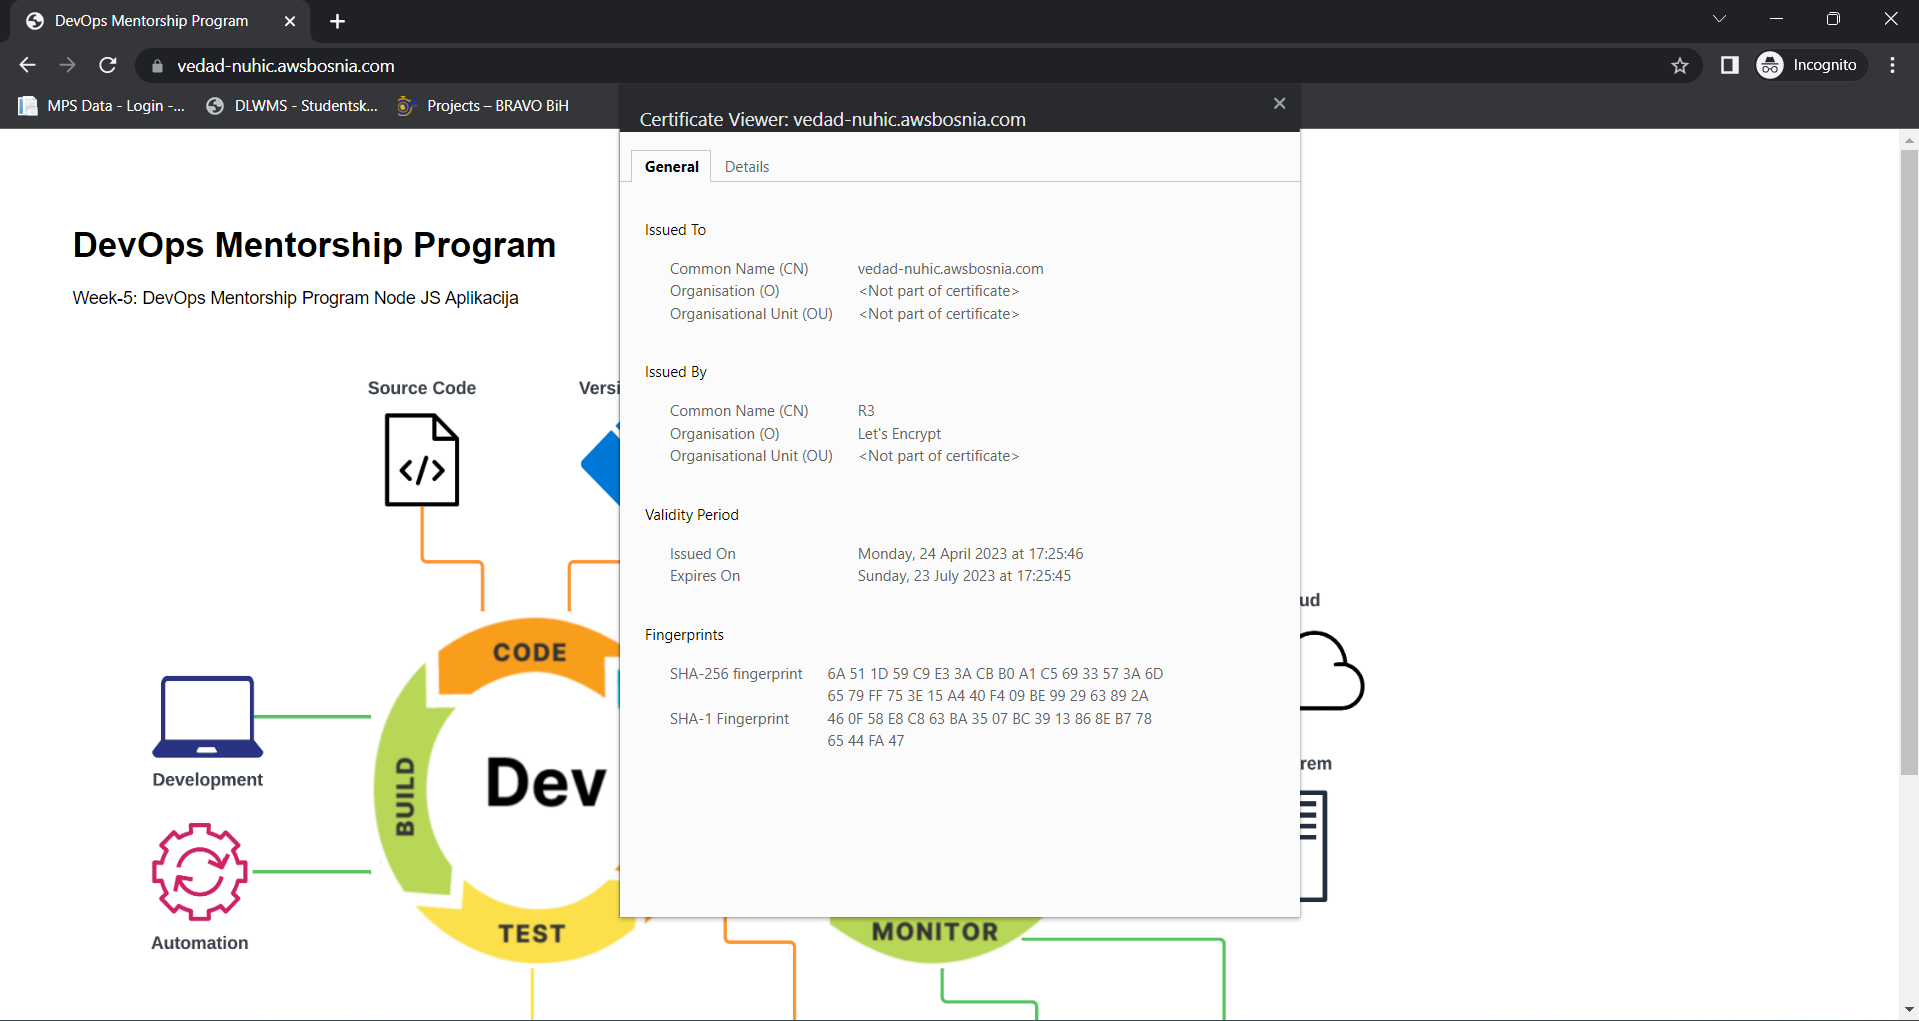 DevOps Mentorship Program
vedad-nuhic.awsbosnia.com
Incognito
MPS Data - Login -...
DLWMS - Studentsk...
Projects – BRAVO BiH
Certificate Viewer: vedad-nuhic.awsbosnia.com
General Details
Issued To
Common Name (CN) vedad-nuhic.awsbosnia.com
Organisation (O) <Not part of certificate>
Organisational Unit (OU) <Not part of certificate>
Issued By
Common Name (CN) R3
Organisation (O) Let's Encrypt
Organisational Unit (OU) <Not part of certificate>
Validity Period
Issued On Monday, 24 April 2023 at 17:25:46
Expires On Sunday, 23 July 2023 at 17:25:45
Fingerprints
SHA-256 fingerprint 6A 51 1D 59 C9 E3 3A CB B0 A1 C5 69 33 57 3A 6D
65 79 FF 75 3E 15 A4 40 F4 09 BE 99 29 63 89 2A
SHA-1 Fingerprint 46 0F 58 E8 C8 63 BA 35 07 BC 39 13 86 8E B7 78
65 44 FA 47
DevOps Mentorship Program
Week-5: DevOps Mentorship Program Node JS Aplikacija
Source Code
Versi
</>
CODE
ud
BUILD
Dev
Development
rem
TEST
MONITOR
Automation